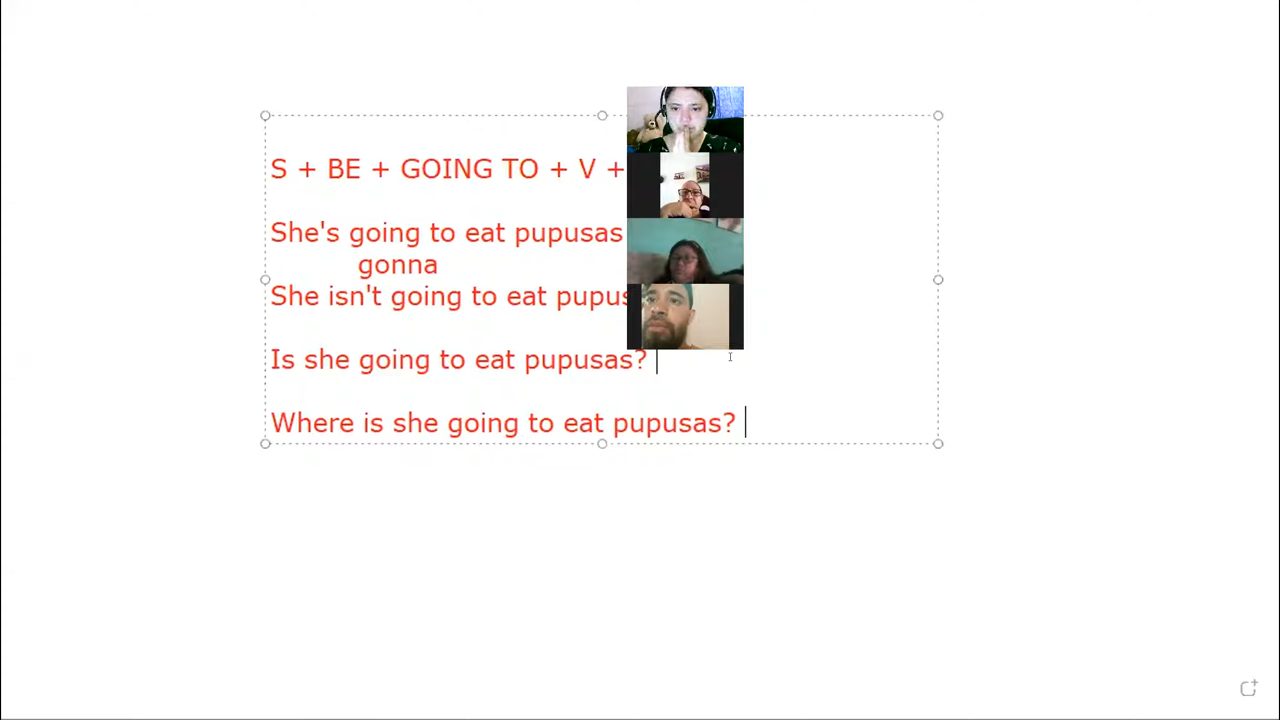 S + BE + GOING TO + V +
She's going to eat pupusas
gonna
She isn't going to eat
Is she going to eat pupusas?
Where is she going to eat pupusas?